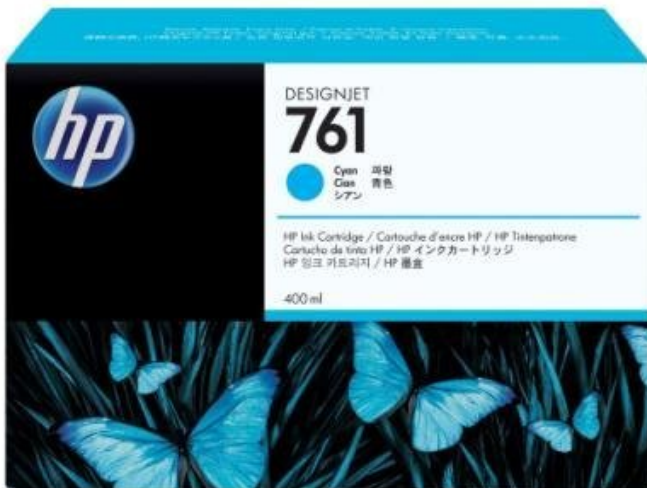 hp
DESIGNJET
761
Cyan 파랑
Cian 青色
シアン
HP Ink Cartridge / Cartouche d'encre HP / HP Tintenpatrone
Cartucho de tinta HP / HP インクカートリッジ
HP 잉크 카트리지 / HP 墨盒
400 ml